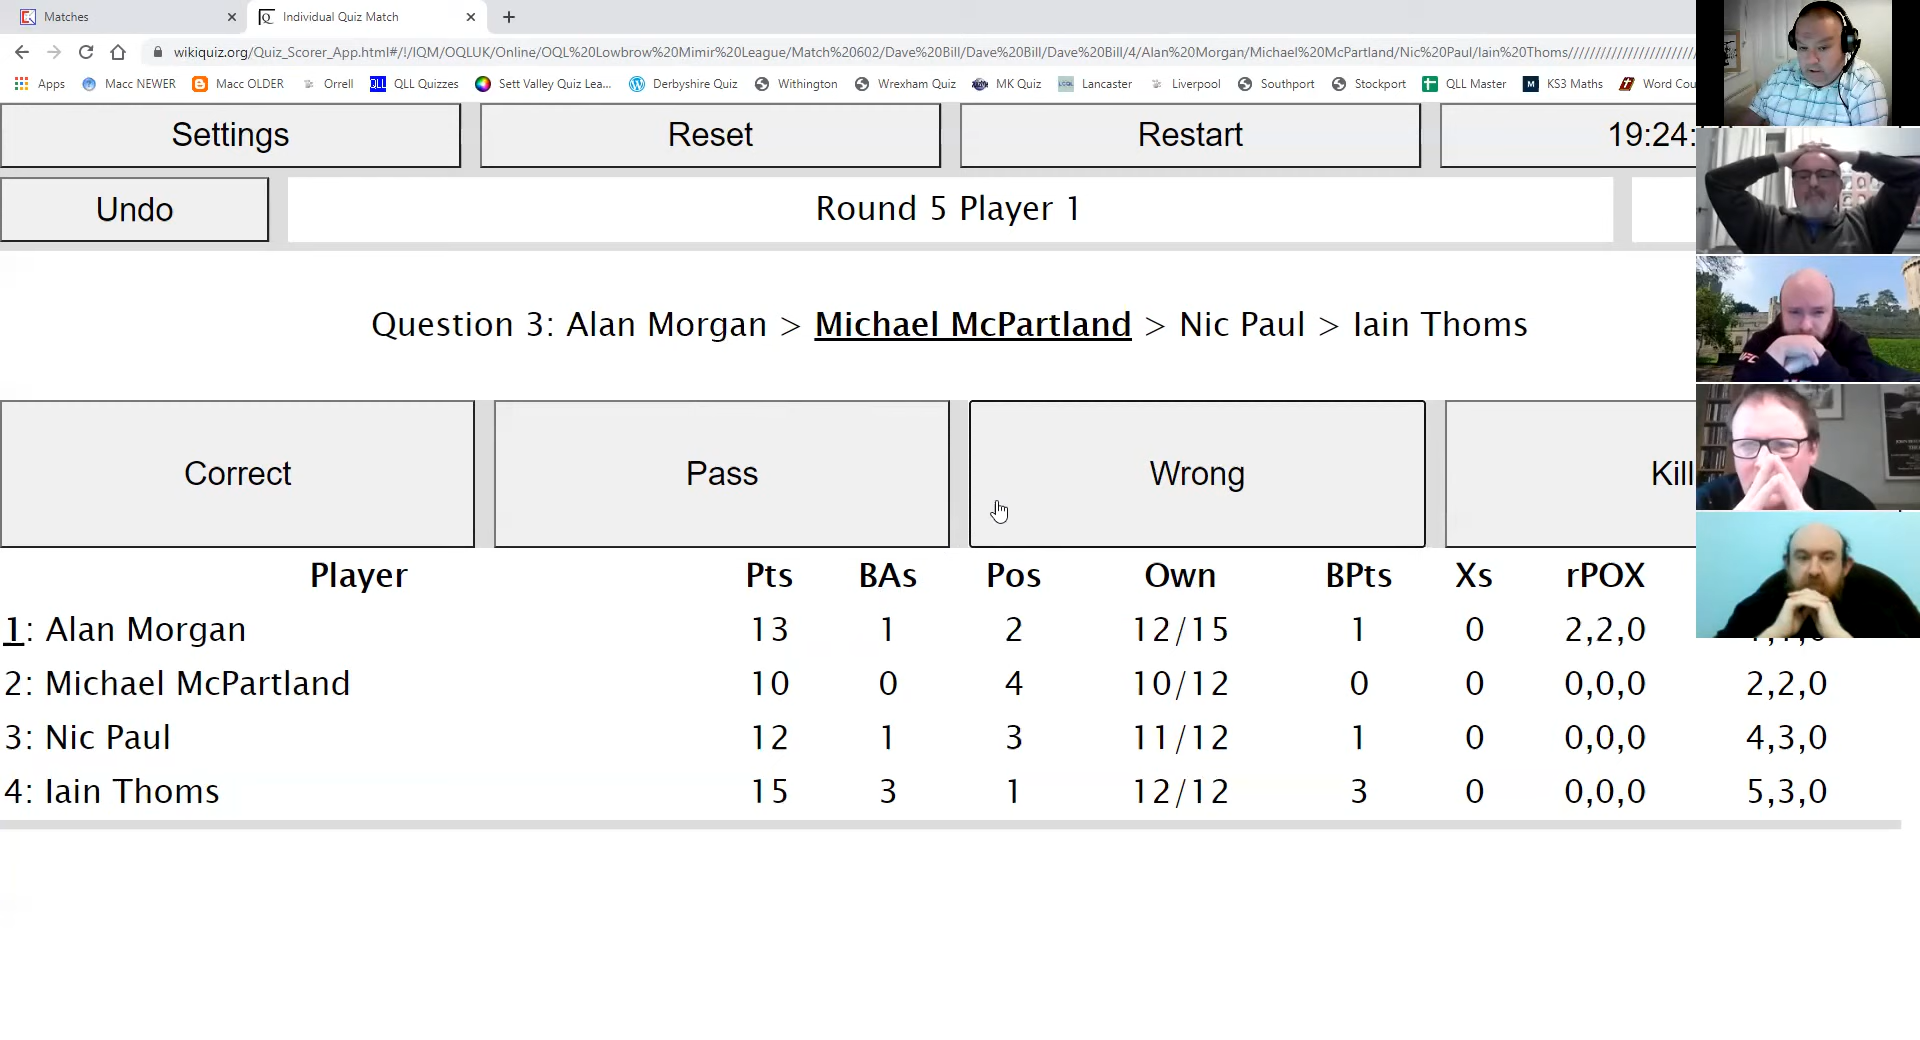 Matches
Individual Quiz Match
wikiquiz.org/Quiz_Scorer_App.html#/!/IQM/OQLUK/Online/OQL%20Lowbrow%20Mimir%20League/Match%20602/Dave%20Bill/Dave%20Bill/Dave%20Bill/4/Alan%20Morgan/Michael%20McPartland/Nic%20Paul/Iain%20Thoms
Apps Macc NEWER Macc OLDER Orrell QLL QLL Quizzes Sett Valley Quiz Lea... Derbyshire Quiz Withington Wrexham Quiz MK Quiz Lancaster Liverpool Southport Stockport QLL Master M KS3 Maths Word Cou
Settings Reset Restart 19:24:
Undo Round 5 Player 1
Question 3: Alan Morgan > Michael McPartland > Nic Paul > Iain Thoms
Correct Pass Wrong Kill
Player Pts BAs Pos Own BPts Xs rPOX
1: Alan Morgan 13 1 2 12/15 1 0 2,2,0
2: Michael McPartland 10 0 4 10/12 0 0 0,0,0 2,2,0
3: Nic Paul 12 1 3 11/12 1 0 0,0,0 4,3,0
4: Iain Thoms 15 3 1 12/12 3 0 0,0,0 5,3,0